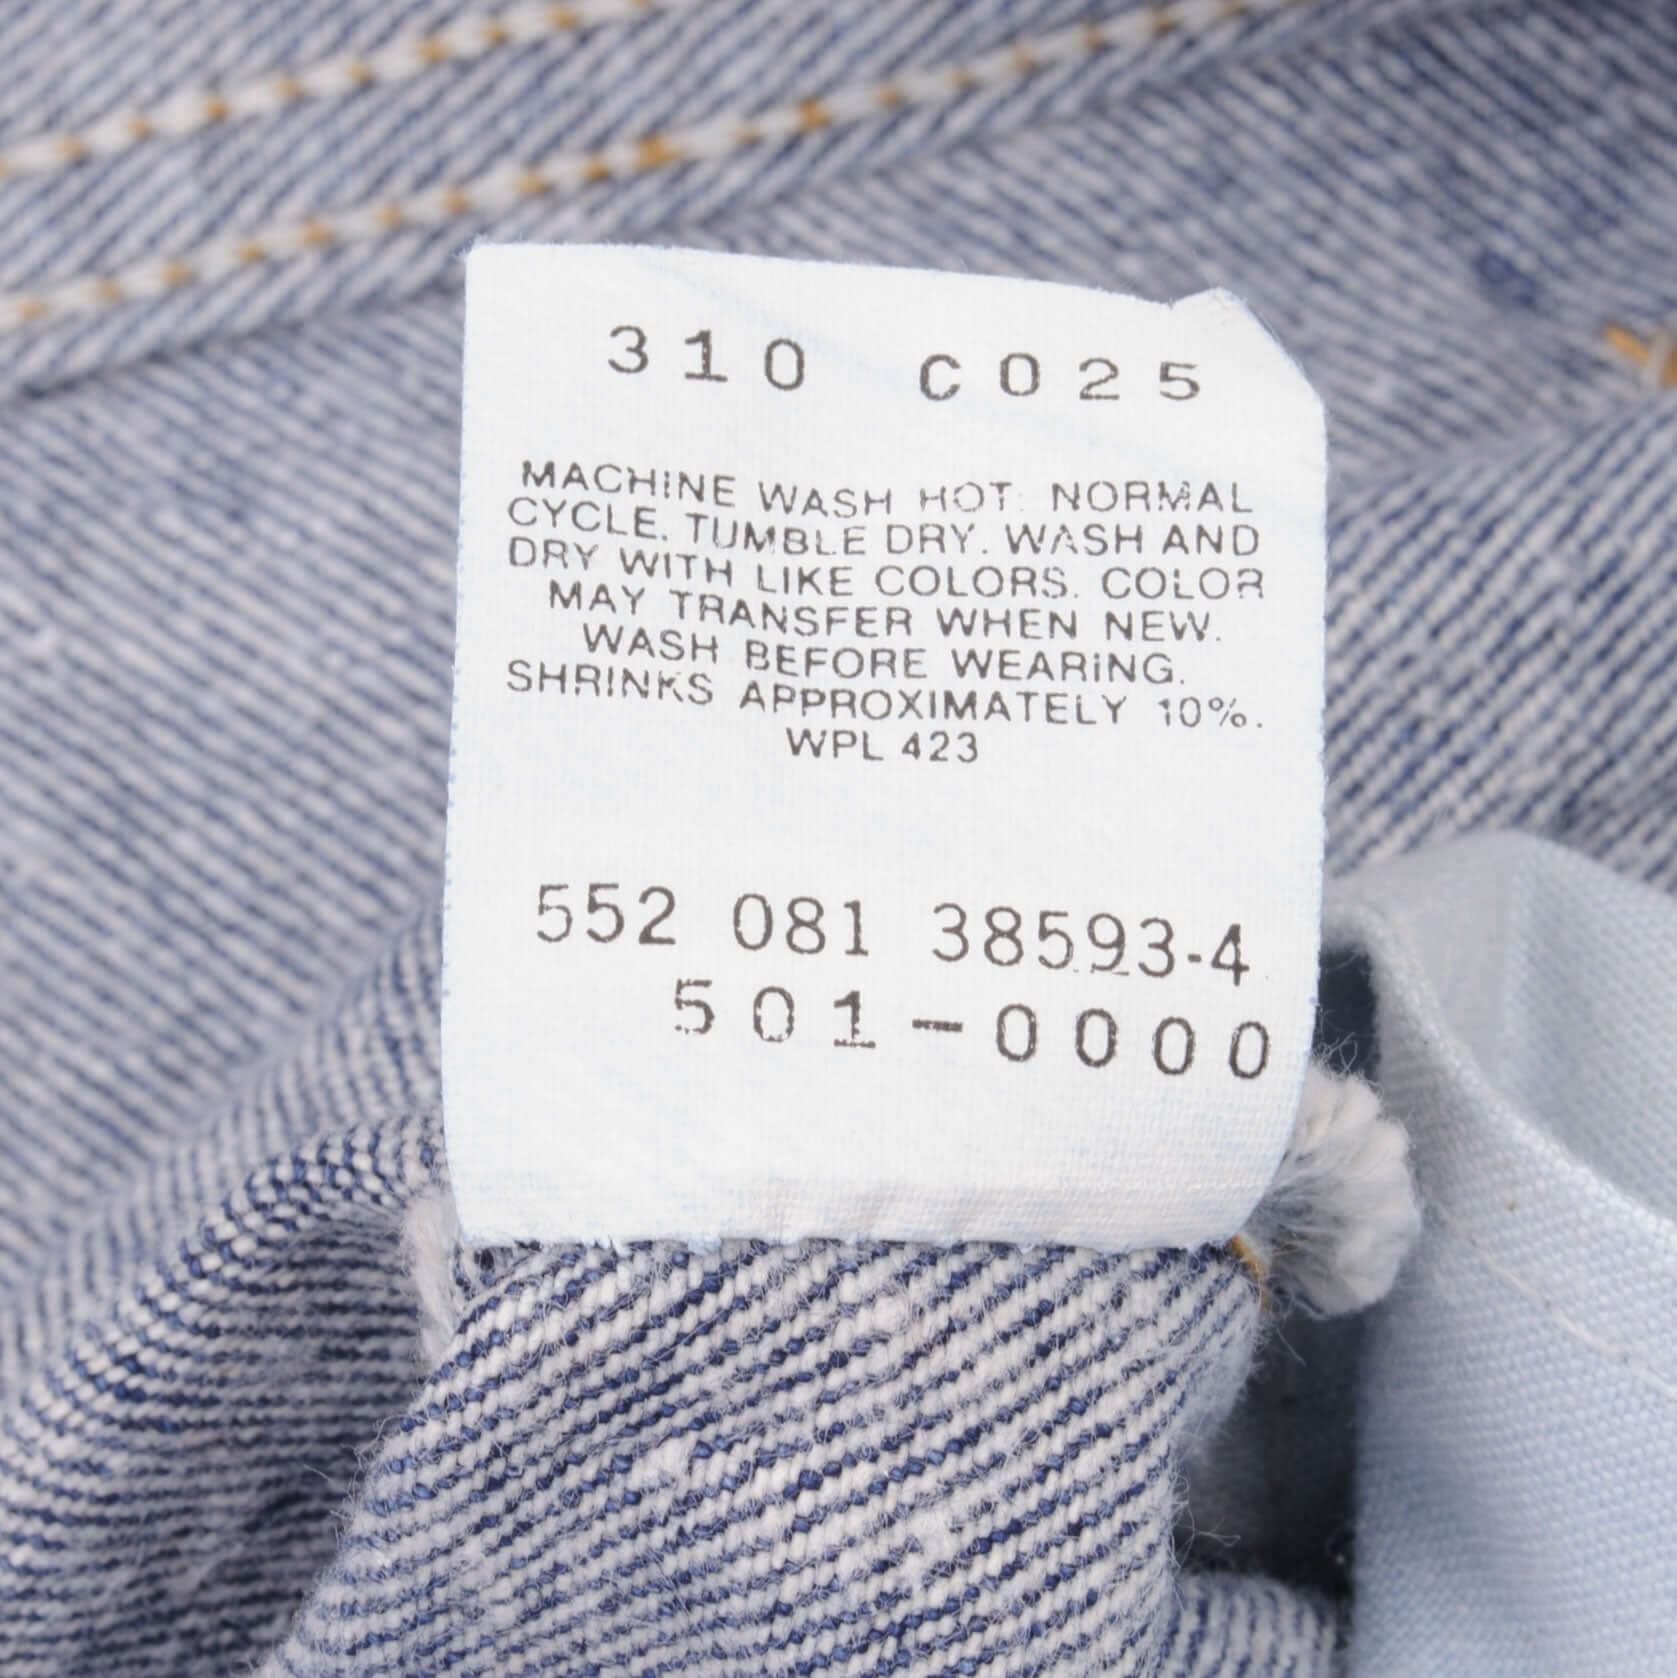 310 C025
MACHINE WASH HOT. NORMAL
CYCLE. TUMBLE DRY. WASH AND
DRY WITH LIKE COLORS. COLOR
MAY TRANSFER WHEN NEW.
WASH BEFORE WEARING.
SHRINKS APPROXIMATELY 10%.
WPL 423
552 081 38593-4
501-0000